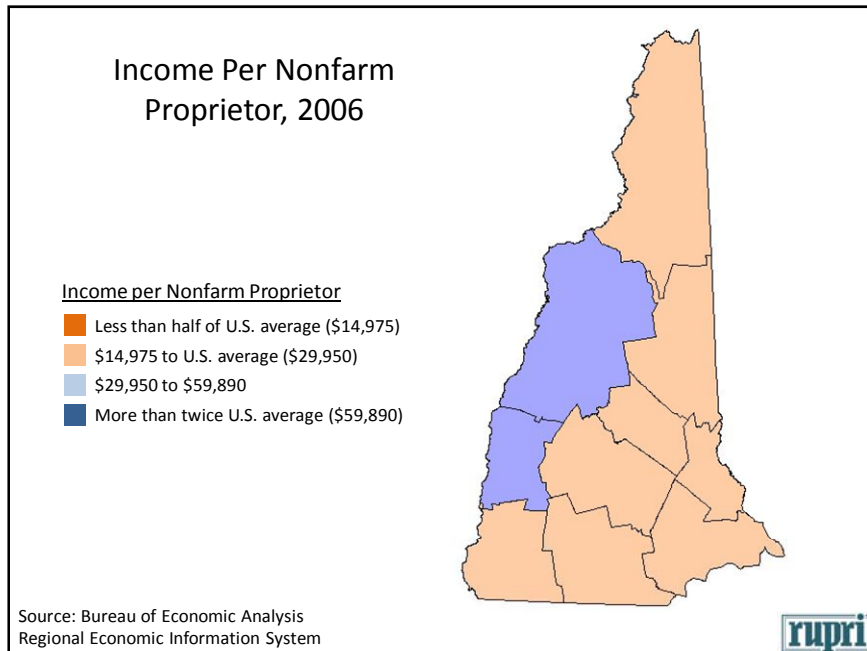 Income Per Nonfarm
Proprietor, 2006
Income per Nonfarm Proprietor
Less than half of U.S. average ($14,975)
$14,975 to U.S. average ($29,950)
$29,950 to $59,890
More than twice U.S. average ($59,890)
Source: Bureau of Economic Analysis
Regional Economic Information System
rupri